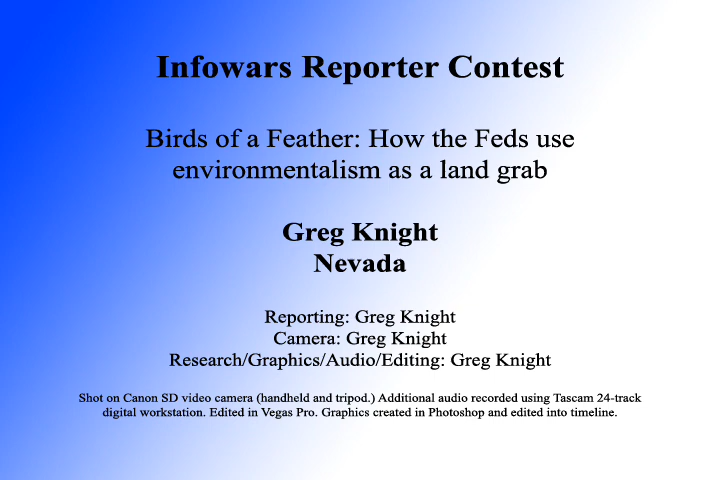 Infowars Reporter Contest
Birds of a Feather: How the Feds use
environmentalism as a land grab
Greg Knight
Nevada
Reporting: Greg Knight
Camera: Greg Knight
Research/Graphics/Audio/Editing: Greg Knight
Shot on Canon SD video camera (handheld and tripod.) Additional audio recorded using Tascam 24-track
digital workstation. Edited in Vegas Pro. Graphics created in Photoshop and edited into timeline.